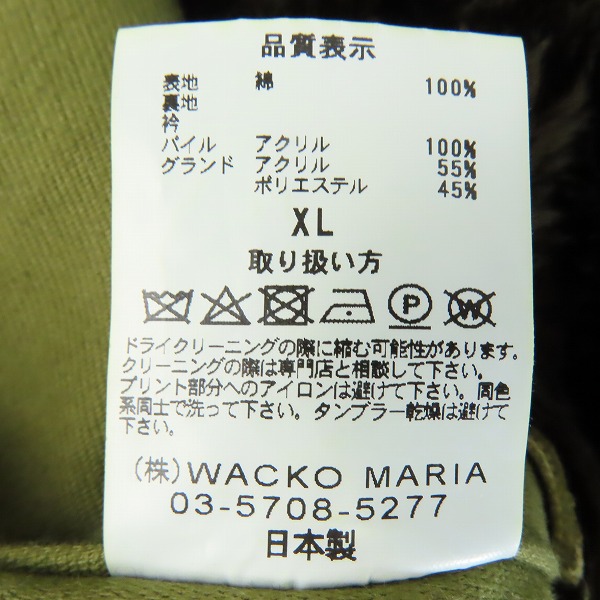 品質表示
表地 綿 100%
裏地
衿
パイル アクリル 100%
グランド アクリル 55%
ポリエステル 45%
XL
取り扱い方
P
W
ドライクリーニングの際に縮む可能性があります。
クリーニングの際は専門店と相談して下さい。
プリント部分へのアイロンは避けて下さい。同色
系同士で洗って下さい。タンブラー乾燥は避けて
下さい。
(株)WACKO MARIA
03-5708-5277
日本製